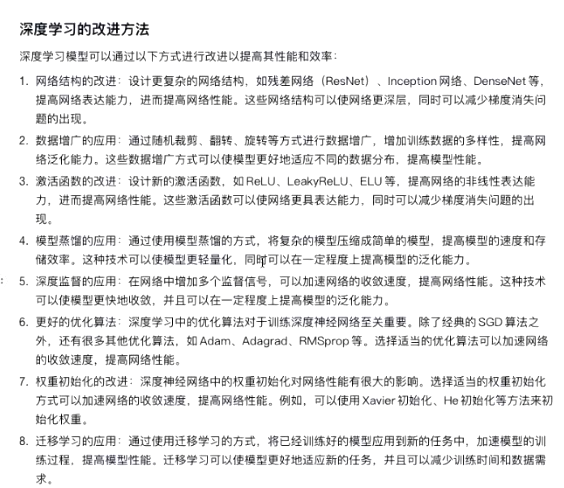 深度学习的改进方法
深度学习模型可以通过以下方式进行改进以提高其性能和效率：
1. 网络结构的改进：设计更复杂的网络结构，如残差网络（ResNet）、Inception 网络、DenseNet 等，
提高网络表达能力，进而提高网络性能。这些网络结构可以使网络更深层，同时可以减少梯度消失问
题的出现。
2. 数据增广的应用：通过随机裁剪、翻转、旋转等方式进行数据增广，增加训练数据的多样性，提高网
络泛化能力。这些数据增广方式可以使模型更好地适应不同的数据分布，提高模型性能。
3. 激活函数的改进：设计新的激活函数，如 ReLU、LeakyReLU、ELU 等，提高网络的非线性表达能
力，进而提高网络性能。这些激活函数可以使网络更具表达能力，同时可以减少梯度消失问题的出
现。
4. 模型蒸馏的应用：通过使用模型蒸馏的方式，将复杂的模型压缩成简单的模型，提高模型的速度和存
储效率。这种技术可以使模型更轻量化，同时可以在一定程度上提高模型的泛化能力。
5. 深度监督的应用：在网络中增加多个监督信号，可以加速网络的收敛速度，提高网络性能。这种技术
可以使模型更快地收敛，并且可以在一定程度上提高模型的泛化能力。
6. 更好的优化算法：深度学习中的优化算法对于训练深度神经网络至关重要。除了经典的 SGD 算法之
外，还有很多其他优化算法，如 Adam、Adagrad、RMSprop 等。选择适当的优化算法可以加速网络
的收敛速度，提高网络性能。
7. 权重初始化的改进：深度神经网络中的权重初始化对网络性能有很大的影响。选择适当的权重初始化
方式可以加速网络的收敛速度，提高网络性能。例如，可以使用 Xavier 初始化、He 初始化等方法来初
始化权重。
8. 迁移学习的应用：通过使用迁移学习的方式，将已经训练好的模型应用到新的任务中，加速模型的训
练过程，提高模型性能。迁移学习可以使模型更好地适应新的任务，并且可以减少训练时间和数据需
求。